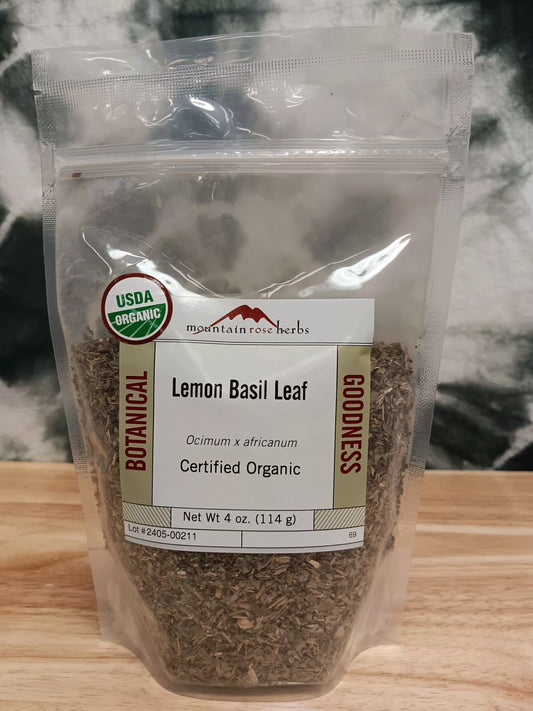 USDA
ORGANIC
mountain rose herbs
BOTANICAL
Lemon Basil Leaf
GOODNESS
Ocimum x africanum
Certified Organic
Net Wt 4 oz. (114 g)
Lot # 2405-00211
69